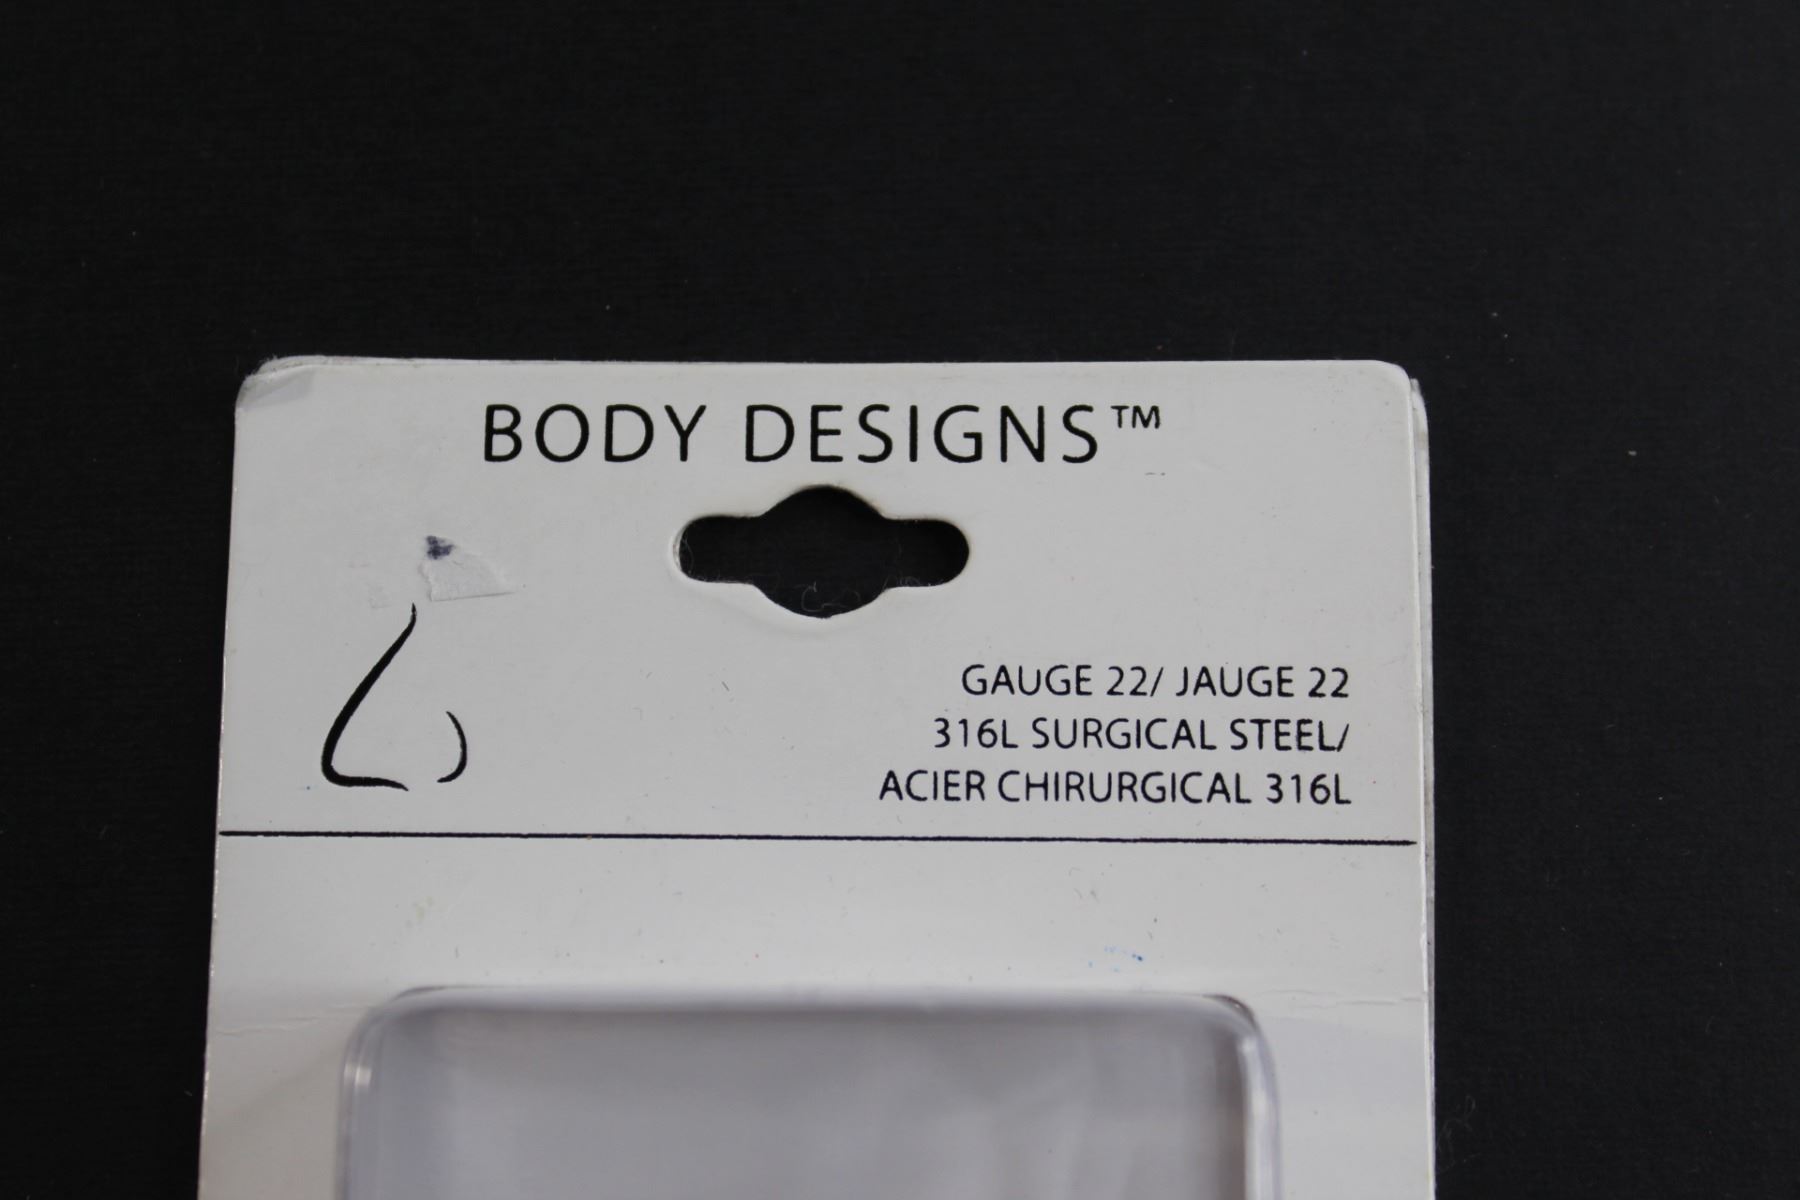 BODY DESIGNS™
GAUGE 22/ JAUGE 22
316L SURGICAL STEEL/
ACIER CHIRURGICAL 316L